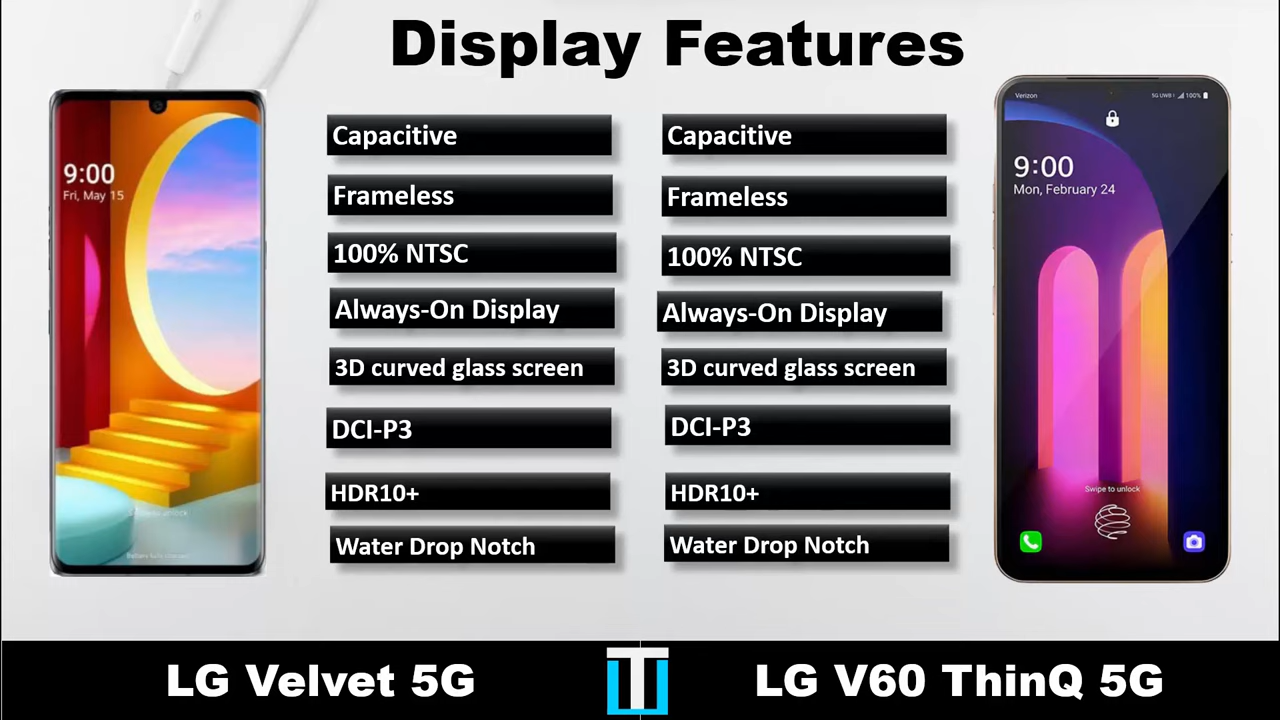 Display Features
Capacitive
Frameless
100% NTSC
Always-On Display
3D curved glass screen
DCI-P3
HDR10+
Water Drop Notch
Capacitive
Frameless
100% NTSC
Always-On Display
3D curved glass screen
DCI-P3
HDR10+
Water Drop Notch
9:00
Fri, May 15
Verizon
5G UWB 100%
9:00
Mon, February 24
Swipe to unlock
LG Velvet 5G
LG V60 ThinQ 5G